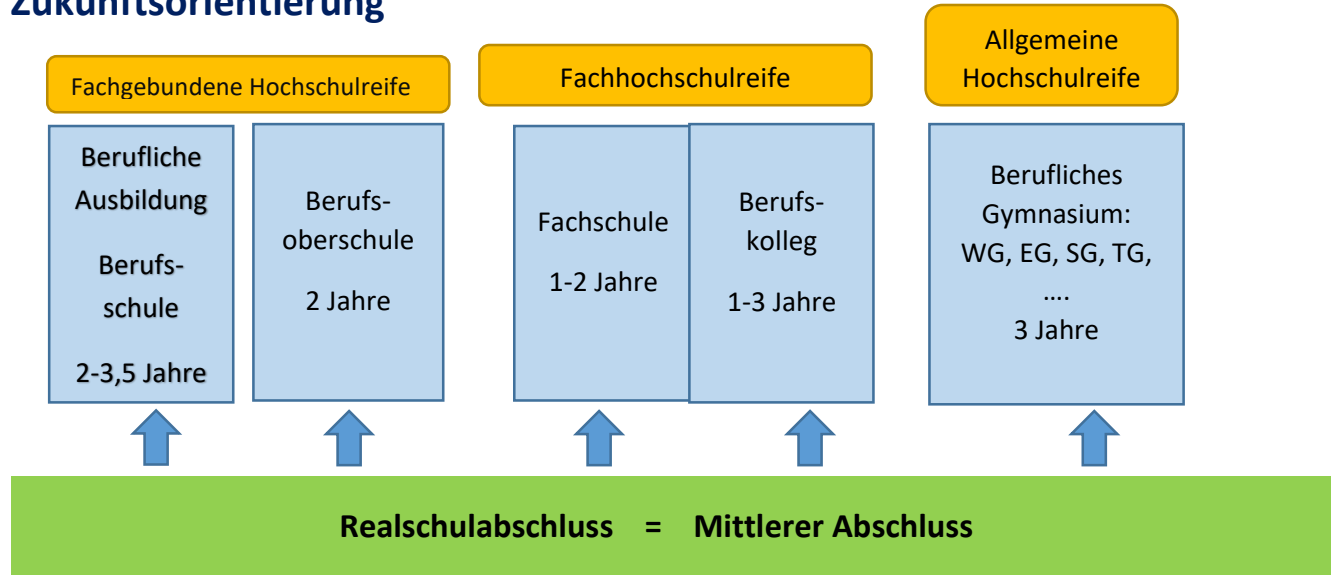 Zukunftsorientierung
Fachgebundene Hochschulreife
Fachhochschulreife
Allgemeine
Hochschulreife
Berufliche
Ausbildung
Berufs-
schule
2-3,5 Jahre
Berufs-
oberschule
2 Jahre
Fachschule
1-2 Jahre
Berufs-
kolleg
1-3 Jahre
Berufliches
Gymnasium:
WG, EG, SG, TG,
....
3 Jahre
Realschulabschluss = Mittlerer Abschluss